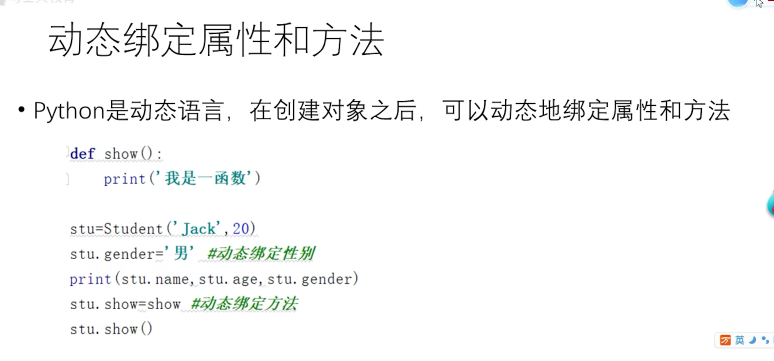 动态绑定属性和方法
• Python是动态语言，在创建对象之后，可以动态地绑定属性和方法
def show():
    print('我是一函数')
stu=Student('Jack',20)
stu.gender='男' #动态绑定性别
print(stu.name,stu.age,stu.gender)
stu.show=show #动态绑定方法
stu.show()
英